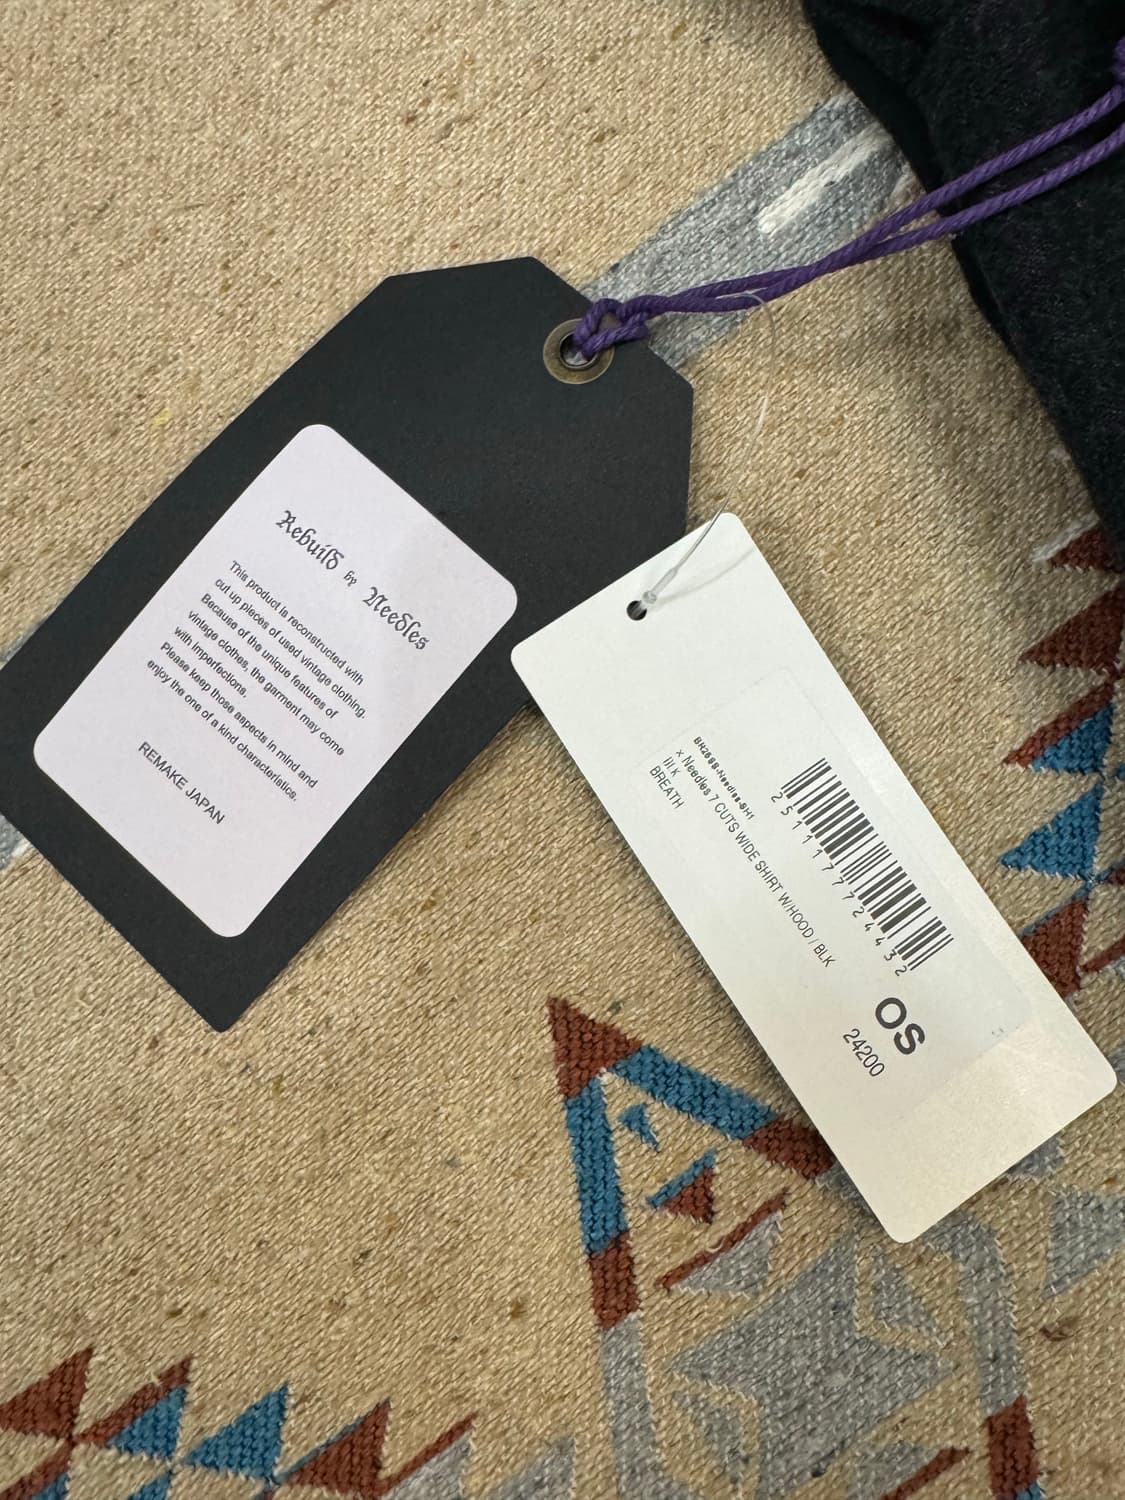 Rebuild by Needles
This product is reconstructed with
cut up pieces of used vintage clothing.
Because of the unique features of
vintage clothes, the garment may come
with imperfections.
Please keep those aspects in mind and
enjoy the one of a kind characteristics.
REMAKE JAPAN
2511177724432
x Needles 7 CUTS WIDE SHIRT W/HOOD / BLK
BREATH
OS
24200